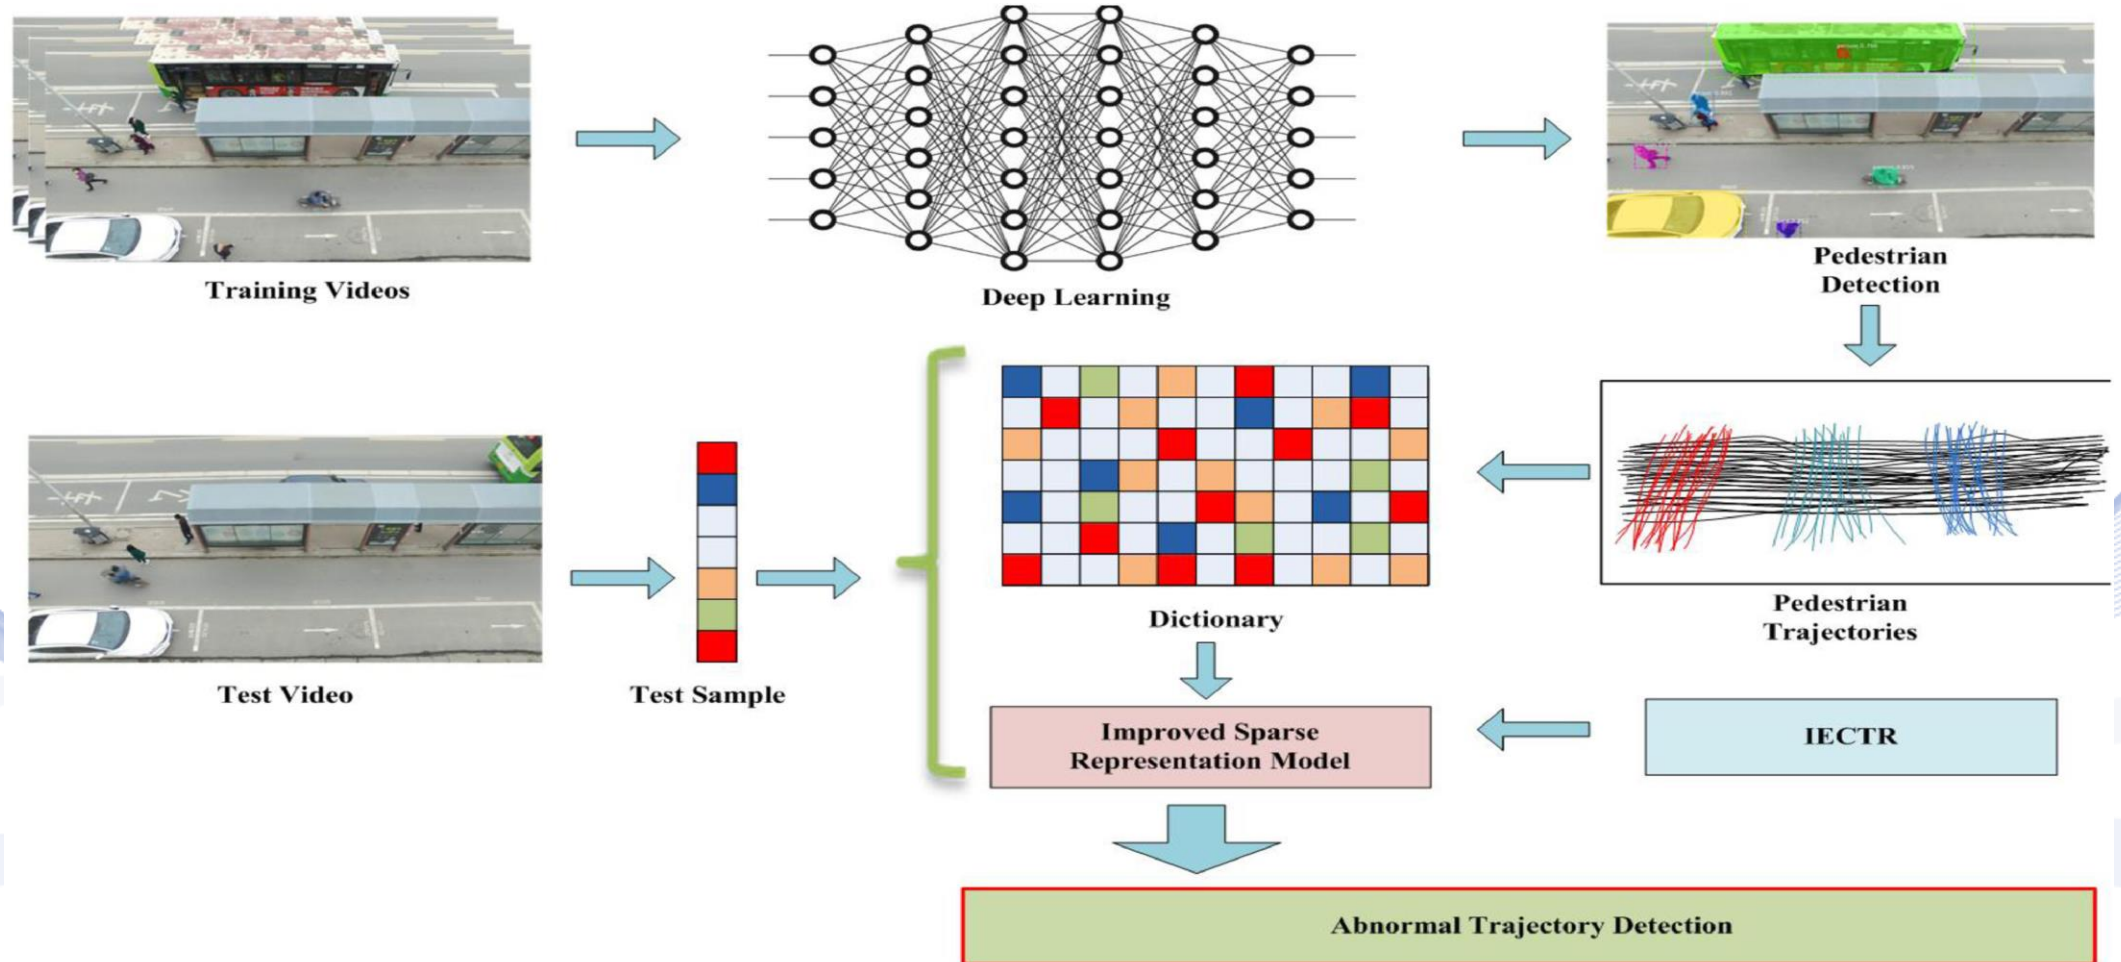 Training Videos
Deep Learning
Pedestrian
Detection
Pedestrian
Trajectories
Dictionary
Test Video
Test Sample
Improved Sparse
Representation Model
IECTR
Abnormal Trajectory Detection